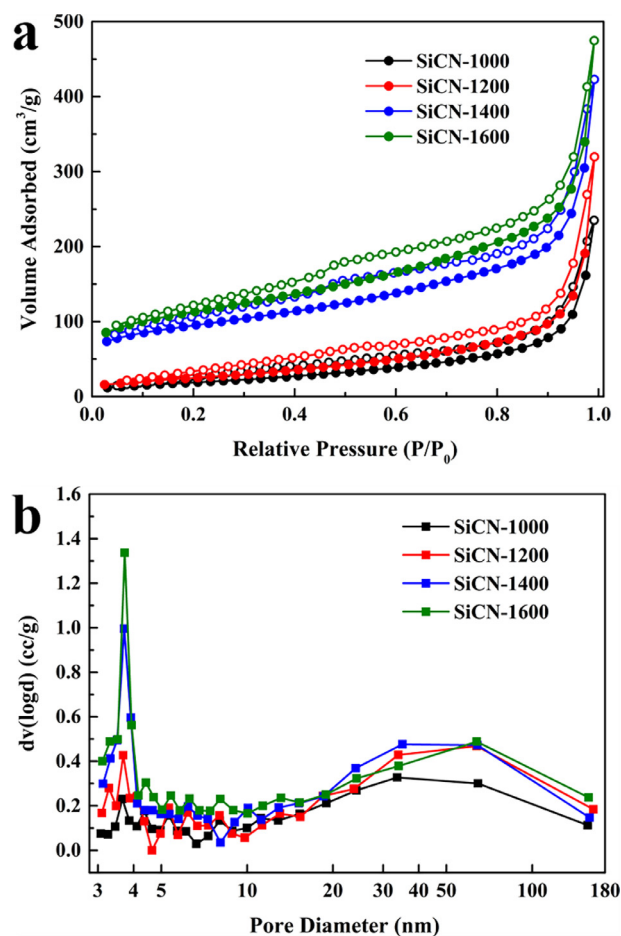 a
500
400
300
200
100
0
Volume Adsorbed (cm³/g)
SiCN-1000
SiCN-1200
SiCN-1400
SiCN-1600
0.0 0.2 0.4 0.6 0.8 1.0
Relative Pressure (P/P₀)
b
1.6
1.4
1.2
1.0
0.8
0.6
0.4
0.2
0.0
dv(logd) (cc/g)
SiCN-1000
SiCN-1200
SiCN-1400
SiCN-1600
3 4 5 10 20 30 40 50 100 180
Pore Diameter (nm)